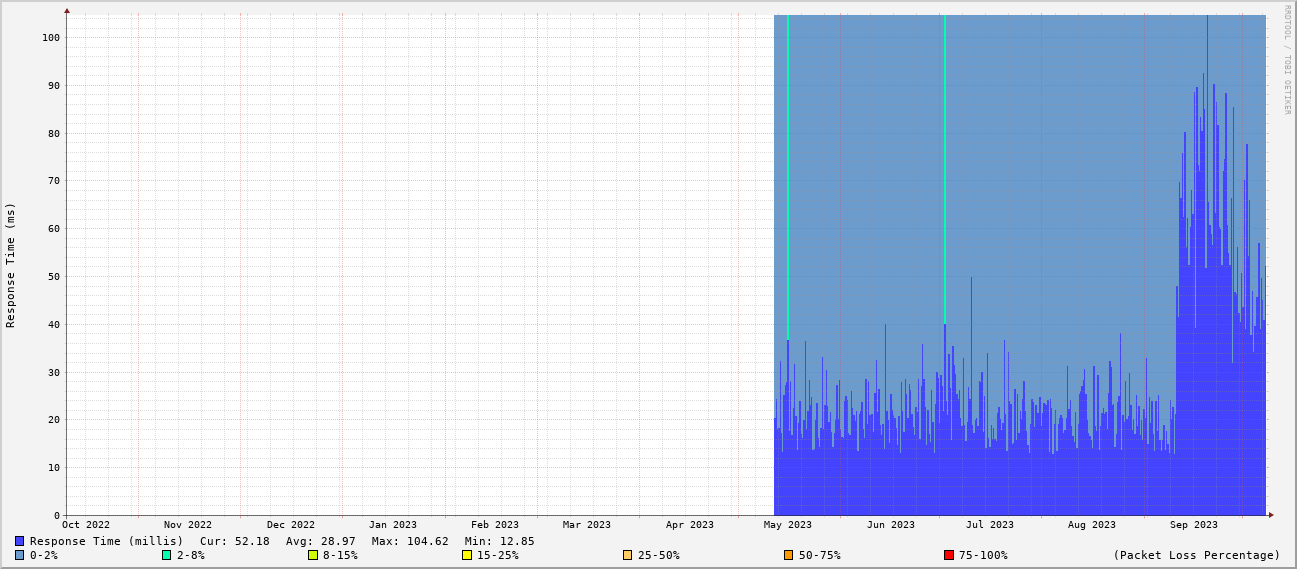 RRDTOOL / TOBI OETIKER
Response Time (ms)
100
90
80
70
60
50
40
30
20
10
0
Oct 2022 Nov 2022 Dec 2022 Jan 2023 Feb 2023 Mar 2023 Apr 2023 May 2023 Jun 2023 Jul 2023 Aug 2023 Sep 2023
Response Time (millis) Cur: 52.18 Avg: 28.97 Max: 104.62 Min: 12.85
0-2% 2-8% 8-15% 15-25% 25-50% 50-75% 75-100% (Packet Loss Percentage)